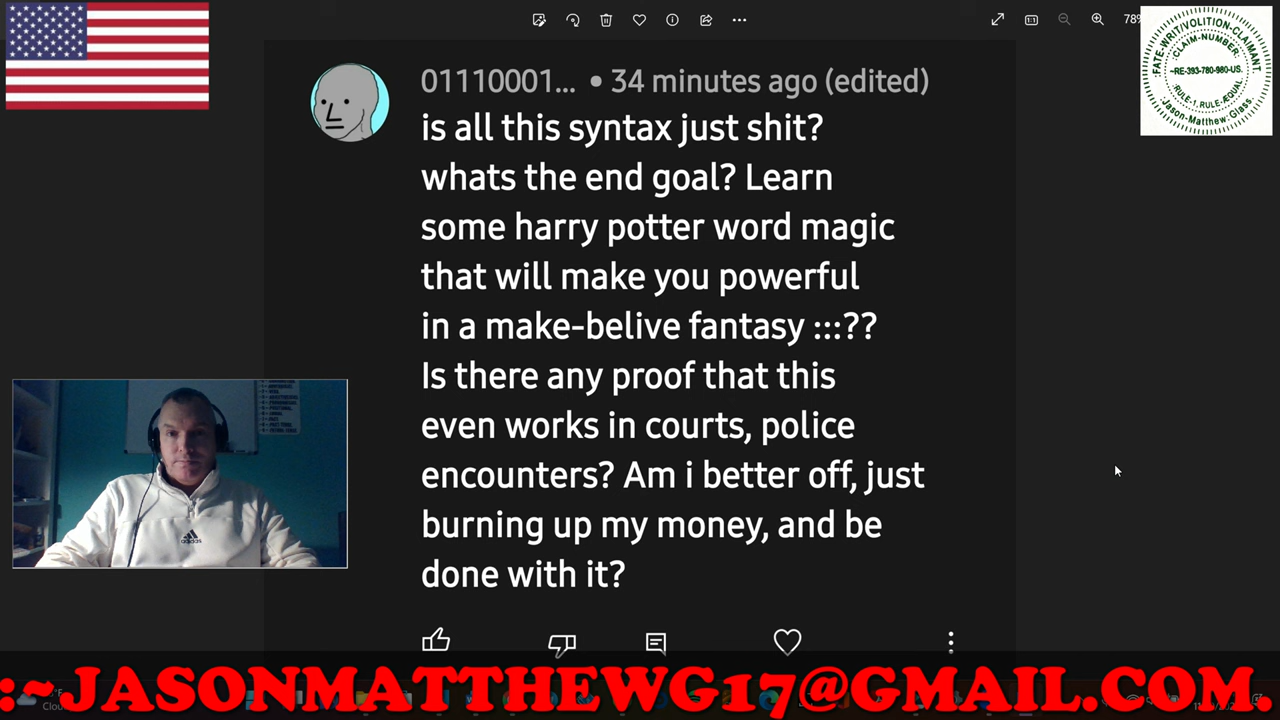 78%
01110001... • 34 minutes ago (edited)
is all this syntax just shit?
whats the end goal? Learn
some harry potter word magic
that will make you powerful
in a make-belive fantasy :::??
Is there any proof that this
even works in courts, police
encounters? Am i better off, just
burning up my money, and be
done with it?
:FATE-WRIT/VOLITION-CLAIMANT
CLAIM-NUMBER:
~RE-393-780-980-US.
RULE-1, RULE-ÆQUAL.
Jason-Matthew: Glass.
:~JASONMATTHEWG17@GMAIL.COM.